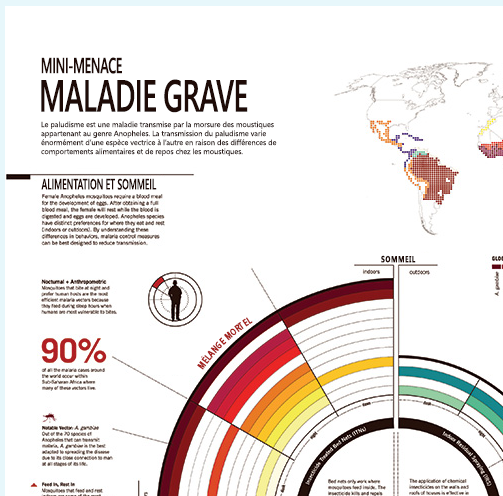 MINI-MENACE
MALADIE GRAVE
Le paludisme est une maladie transmise par la morsure des moustiques
appartenant au genre Anopheles. La transmission du paludisme varie
énormément d'une espèce vectrice à l'autre en raison des différences de
comportements alimentaires et de repos chez les moustiques.
ALIMENTATION ET SOMMEIL
Female Anopheles mosquitoes require a blood meal
for the development of eggs. After obtaining a full
blood meal, the female will rest while the blood is
digested and eggs are developed. Anopheles species
have distinct preferences for where they eat and rest
(indoors or outdoors). By understanding these
differences in behaviors, malaria control measures
can be best designed to reduce transmission.
SOMMEIL
indoors
outdoors
GLO
A. gambiae
Nocturnal + Anthropometric
Mosquitoes that bite at night and
prefer human hosts are the most
efficient malaria vectors because
they feed during sleep hours when
humans are most vulnerable to bites.
MÉLANGE MORTEL
90%
of all the malaria cases around
the world occur within
Sub-Saharan Africa where
many of these vectors live.
Notable Vector: A. gambiae
Out of the 70 species of
Anopheles that can transmit
malaria, A. gambiae is the best
adapted to spreading the disease
due to its close connection to man
at all stages of its life.
Feed In, Rest In
Mosquitoes that feed and rest
Insecticide Treated Bed Nets (ITNs)
Indoor Residual Spraying (IRS)
Bed nets only work where
mosquitoes feed inside. The
insecticide kills and repels
The application of chemical
insecticides on the walls and
roofs of houses is effective in